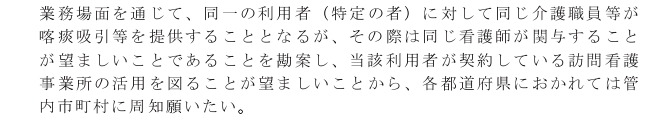 業務場面を通じて、同一の利用者（特定の者）に対して同じ介護職員等が
喀痰吸引等を提供することとなるが、その際は同じ看護師が関与すること
が望ましいことであることを勘案し、当該利用者が契約している訪問看護
事業所の活用を図ることが望ましいことから、各都道府県におかれては管
内市町村に周知願いたい。